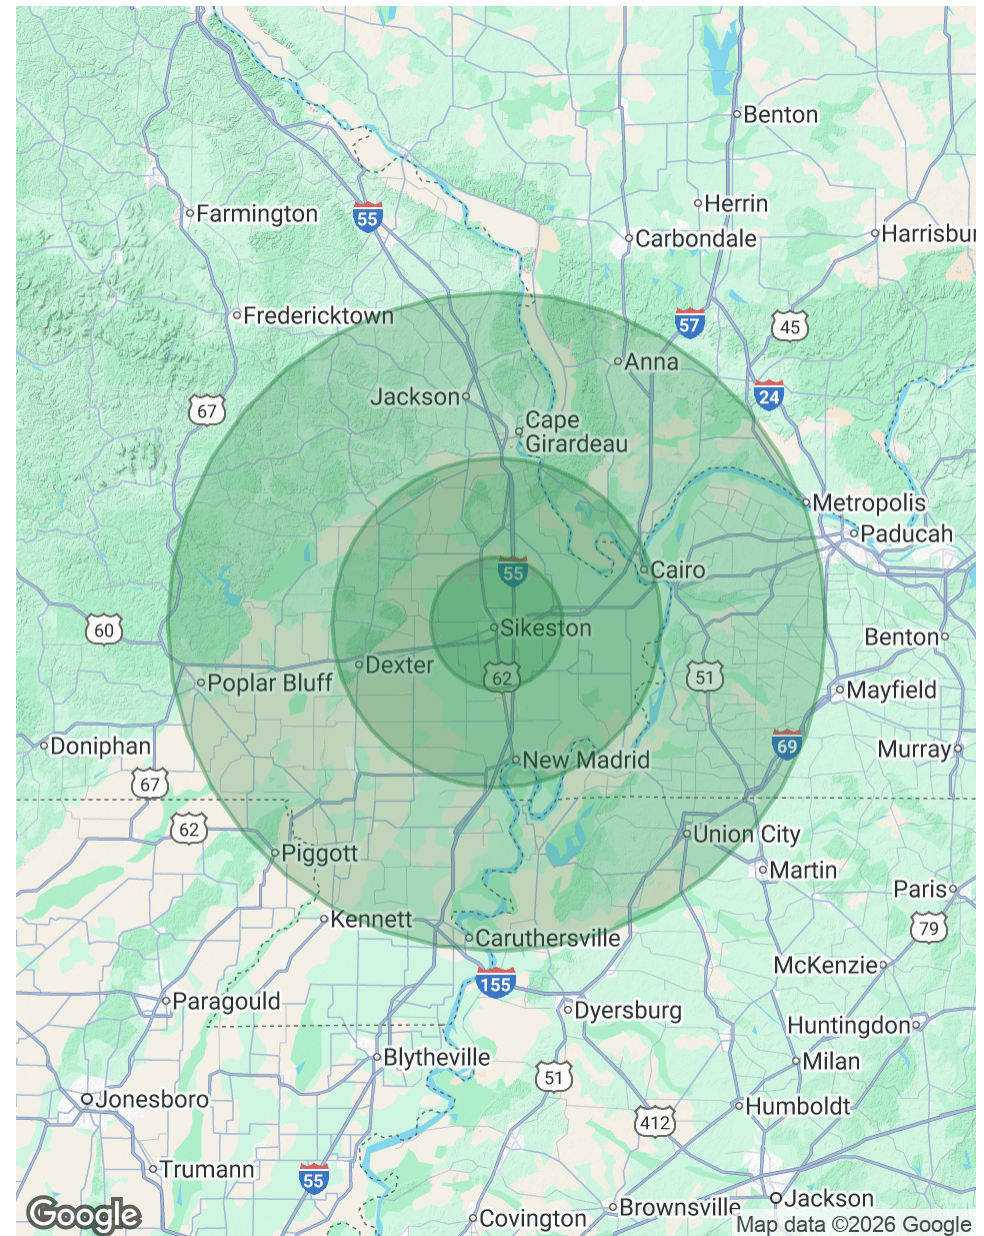 Benton
Herrin
Farmington
55
Carbondale
Harrisbur
Fredericktown
57
45
Anna
24
Jackson
67
Cape
Girardeau
Metropolis
Paducah
55
Cairo
60
Sikeston
Benton
Dexter
62
51
Poplar Bluff
Mayfield
Doniphan
69
Murray
New Madrid
67
62
Union City
Piggott
Martin
Paris
Kennett
79
Caruthersville
McKenzie
155
Paragould
Dyersburg
Huntingdon
Blytheville
Milan
51
Jonesboro
Humboldt
412
Trumann
55
Jackson
Brownsville
Covington
Google
Map data ©2026 Google